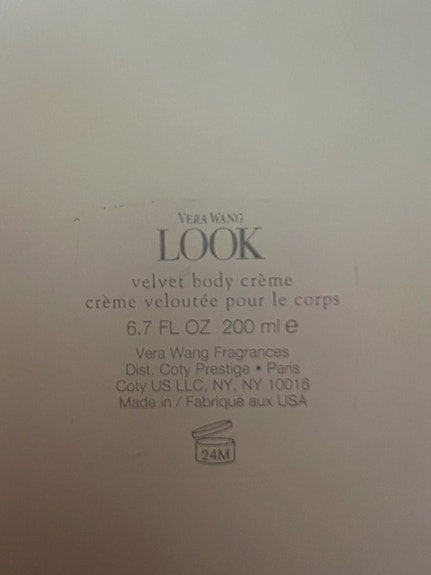 VERA WANG
LOOK
velvet body crème
crème veloutée pour le corps
6.7 FL OZ 200 ml ℮
Vera Wang Fragrances
Dist. Coty Prestige • Paris
Coty US LLC, NY, NY 10016
Made in / Fabriqué aux USA
24M